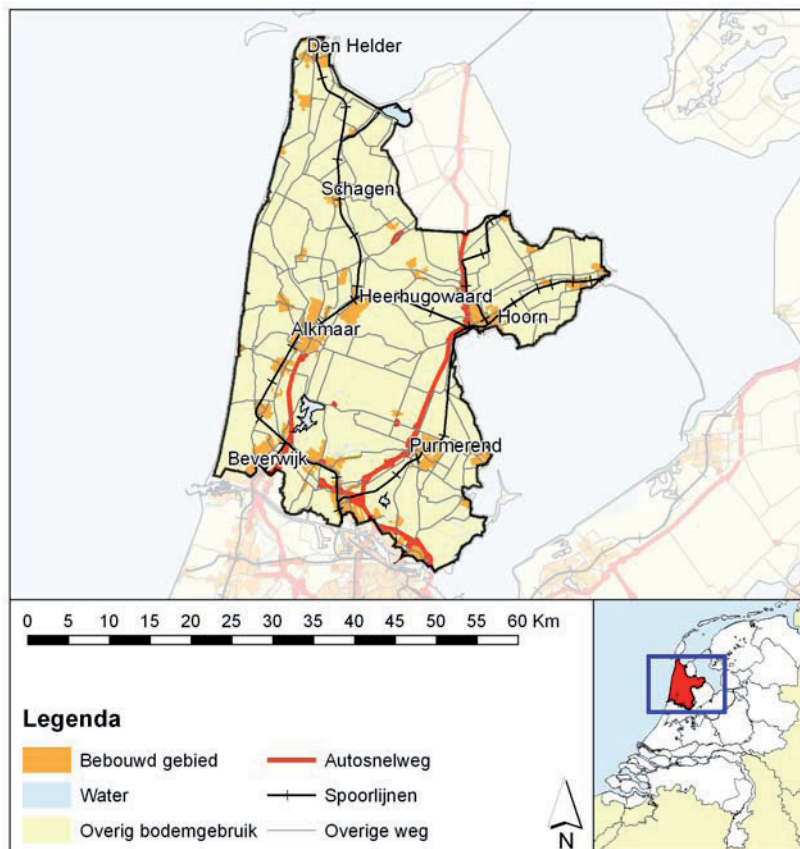 Den Helder
Schagen
Heerhugowaard
Hoorn
Alkmaar
Purmerend
Beverwijk
0 5 10 15 20 25 30 35 40 45 50 55 60 Km
Legenda
Bebouwd gebied
Autosnelweg
Water
Spoorlijnen
Overig bodemgebruik
Overige weg
N